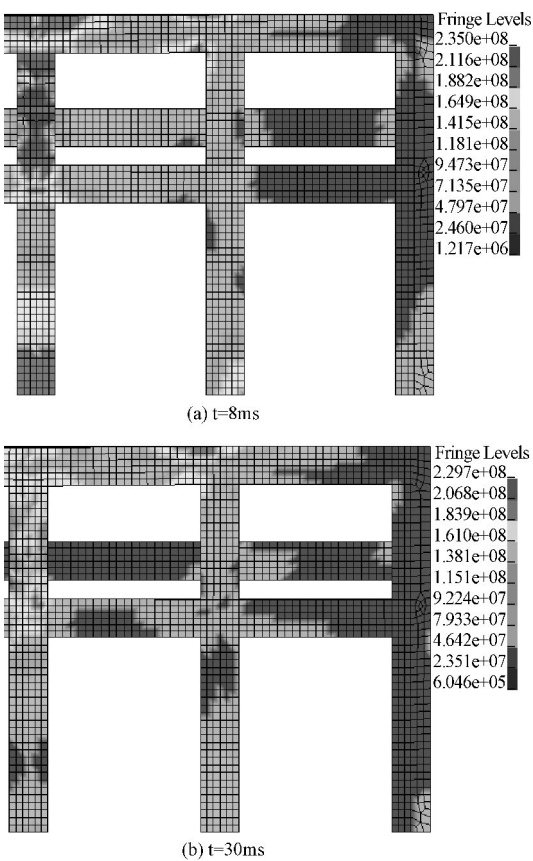 Fringe Levels
2.350e+08
2.116e+08
1.882e+08
1.649e+08
1.415e+08
1.181e+08
9.473e+07
7.135e+07
4.797e+07
2.460e+07
1.217e+06
(a) t=8ms
Fringe Levels
2.297e+08
2.068e+08
1.839e+08
1.610e+08
1.381e+08
1.151e+08
9.224e+07
7.933e+07
4.642e+07
2.351e+07
6.046e+05
(b) t=30ms